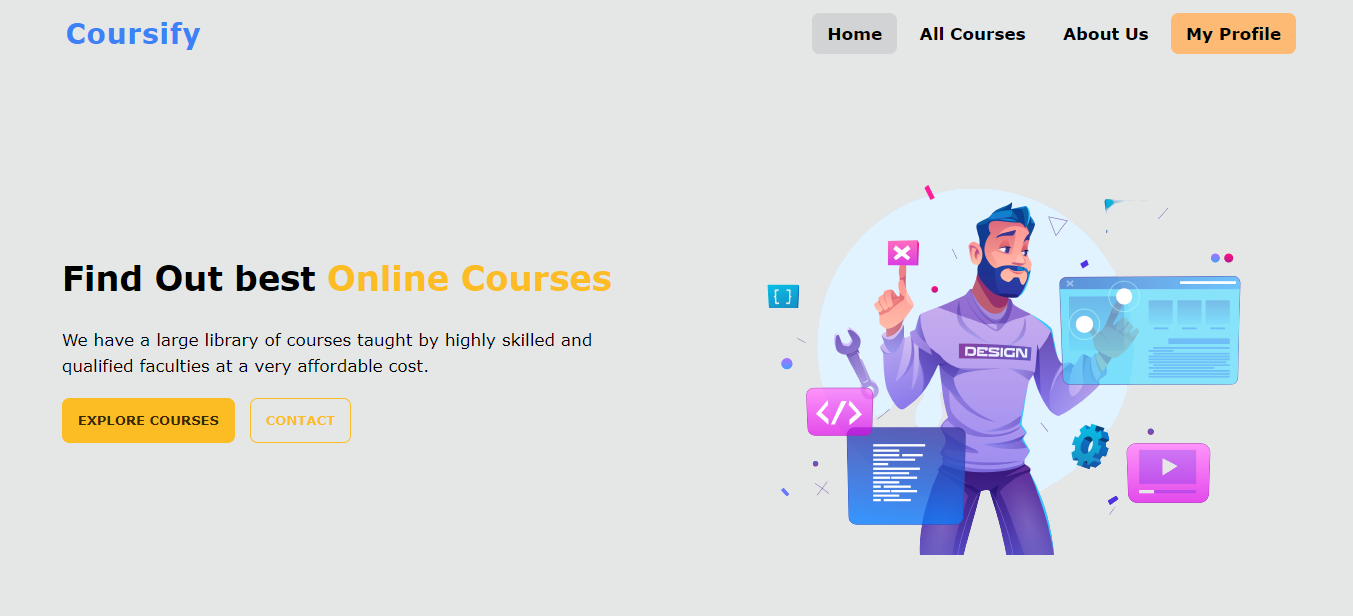 Coursify
Home
All Courses
About Us
My Profile
Find Out best Online Courses
We have a large library of courses taught by highly skilled and
qualified faculties at a very affordable cost.
EXPLORE COURSES
CONTACT
{ }
DESIGN
</>